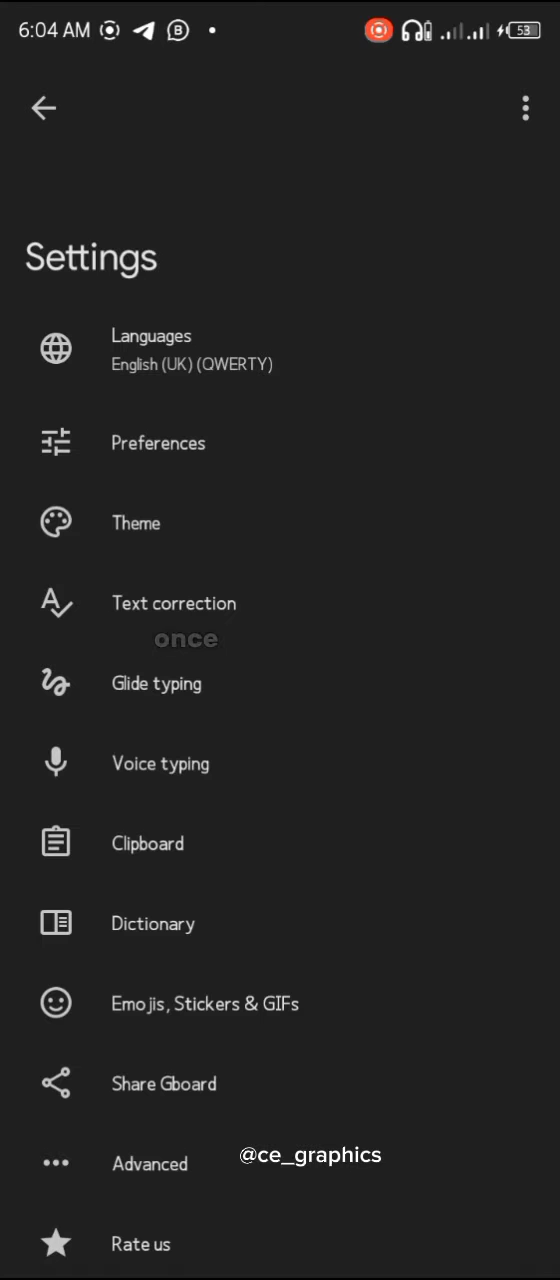 6:04 AM
53
Settings
Languages
English (UK) (QWERTY)
Preferences
Theme
Text correction
once
Glide typing
Voice typing
Clipboard
Dictionary
Emojis, Stickers & GIFs
Share Gboard
Advanced
@ce_graphics
Rate us